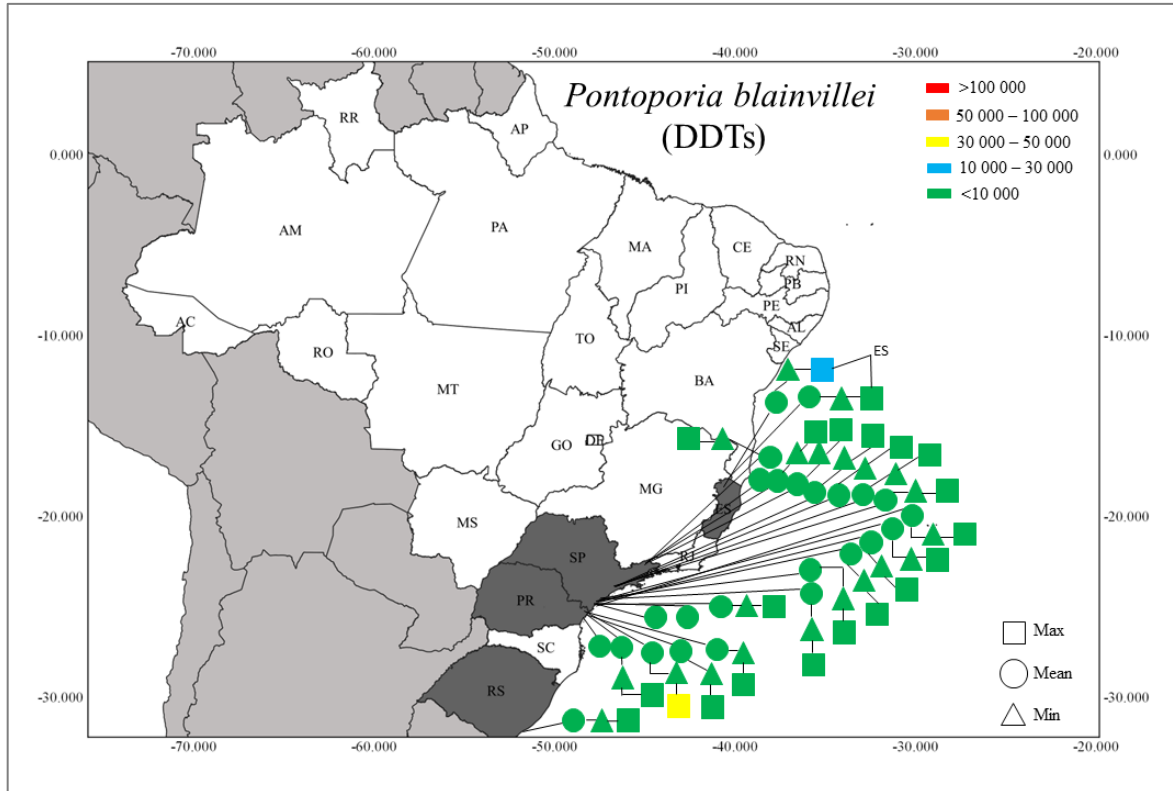 -70.000 -60.000 -50.000 -40.000 -30.000 -20.000
Pontoporia blainvillei
(DDTs)
>100 000
50 000 – 100 000
30 000 – 50 000
10 000 – 30 000
<10 000
RR
AP
0.000
0.000
AM
PA
MA
CE
RN
PB
PI
PE
AC
AL
-10.000
-10.000
TO
SE
RO
ES
BA
MT
GO
DF
MG
ES
-20.000
-20.000
MS
SP
RJ
PR
SC
RS
Max
Mean
Min
-30.000
-30.000
-70.000 -60.000 -50.000 -40.000 -30.000 -20.000